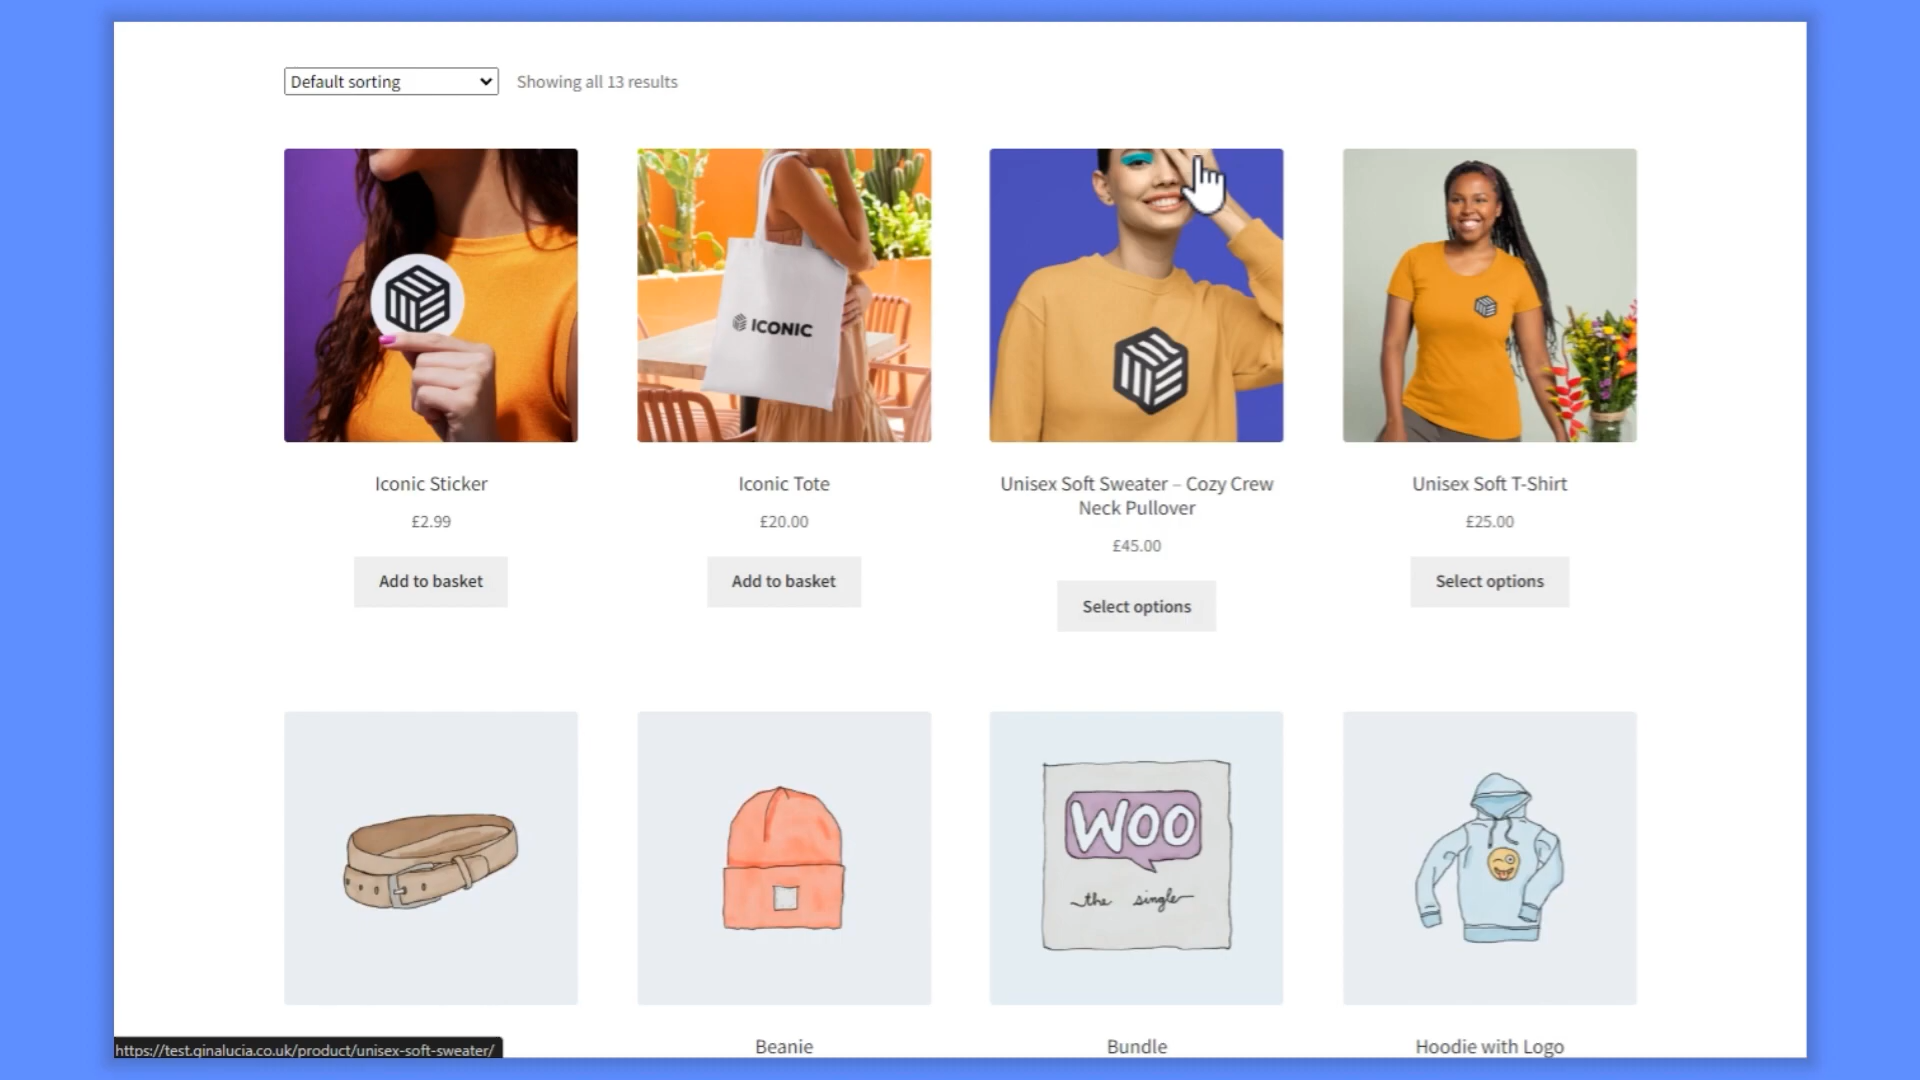 Default sorting
Showing all 13 results
ICONIC
Iconic Sticker
£2.99
Add to basket
Iconic Tote
£20.00
Add to basket
Unisex Soft Sweater – Cozy Crew
Neck Pullover
£45.00
Select options
Unisex Soft T-Shirt
£25.00
Select options
WOO
the single
Beanie
Bundle
Hoodie with Logo
https://test.ginalucia.co.uk/product/unisex-soft-sweater/